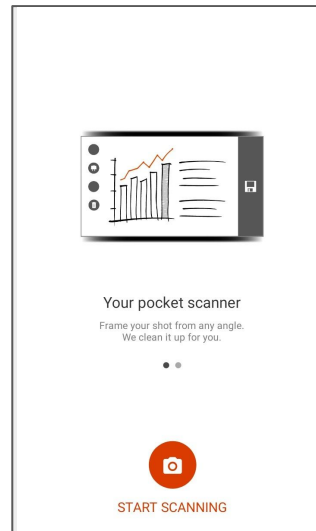 Your pocket scanner
Frame your shot from any angle.
We clean it up for you.
START SCANNING